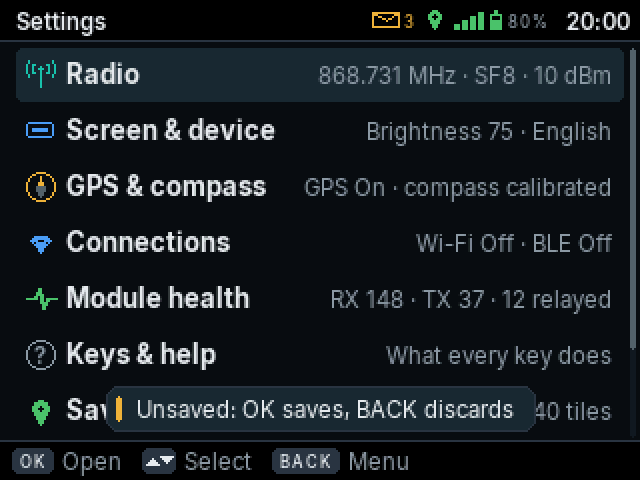 Settings 3 80% 20:00
Radio 868.731 MHz · SF8 · 10 dBm
Screen & device Brightness 75 · English
GPS & compass GPS On · compass calibrated
Connections Wi-Fi Off · BLE Off
Module health RX 148 · TX 37 · 12 relayed
? Keys & help What every key does
40 tiles
Unsaved: OK saves, BACK discards
OK Open Select BACK Menu